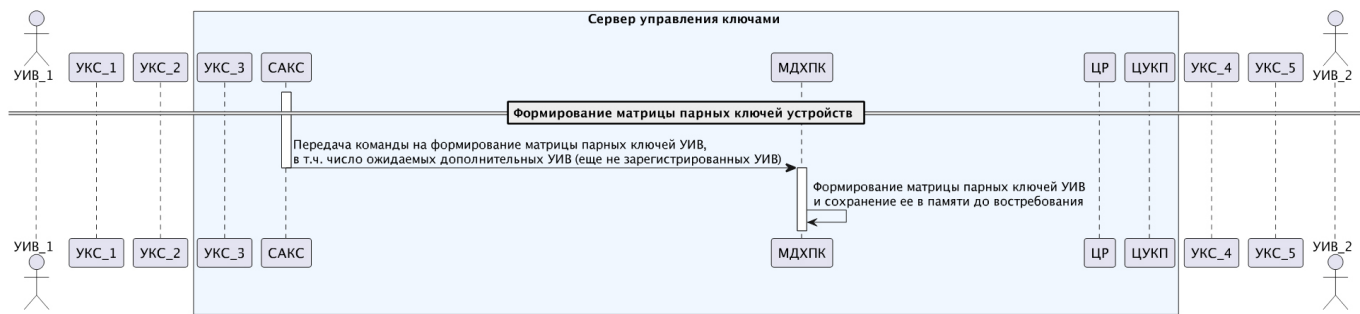 Сервер управления ключами
УИВ_1
УКС_1
УКС_2
УКС_3
САКС
МДХПК
ЦР
ЦУКП
УКС_4
УКС_5
УИВ_2
Формирование матрицы парных ключей устройств
Передача команды на формирование матрицы парных ключей УИВ,
в т.ч. число ожидаемых дополнительных УИВ (еще не зарегистрированных УИВ)
Формирование матрицы парных ключей УИВ
и сохранение ее в памяти до востребования
УИВ_1
УКС_1
УКС_2
УКС_3
САКС
МДХПК
ЦР
ЦУКП
УКС_4
УКС_5
УИВ_2